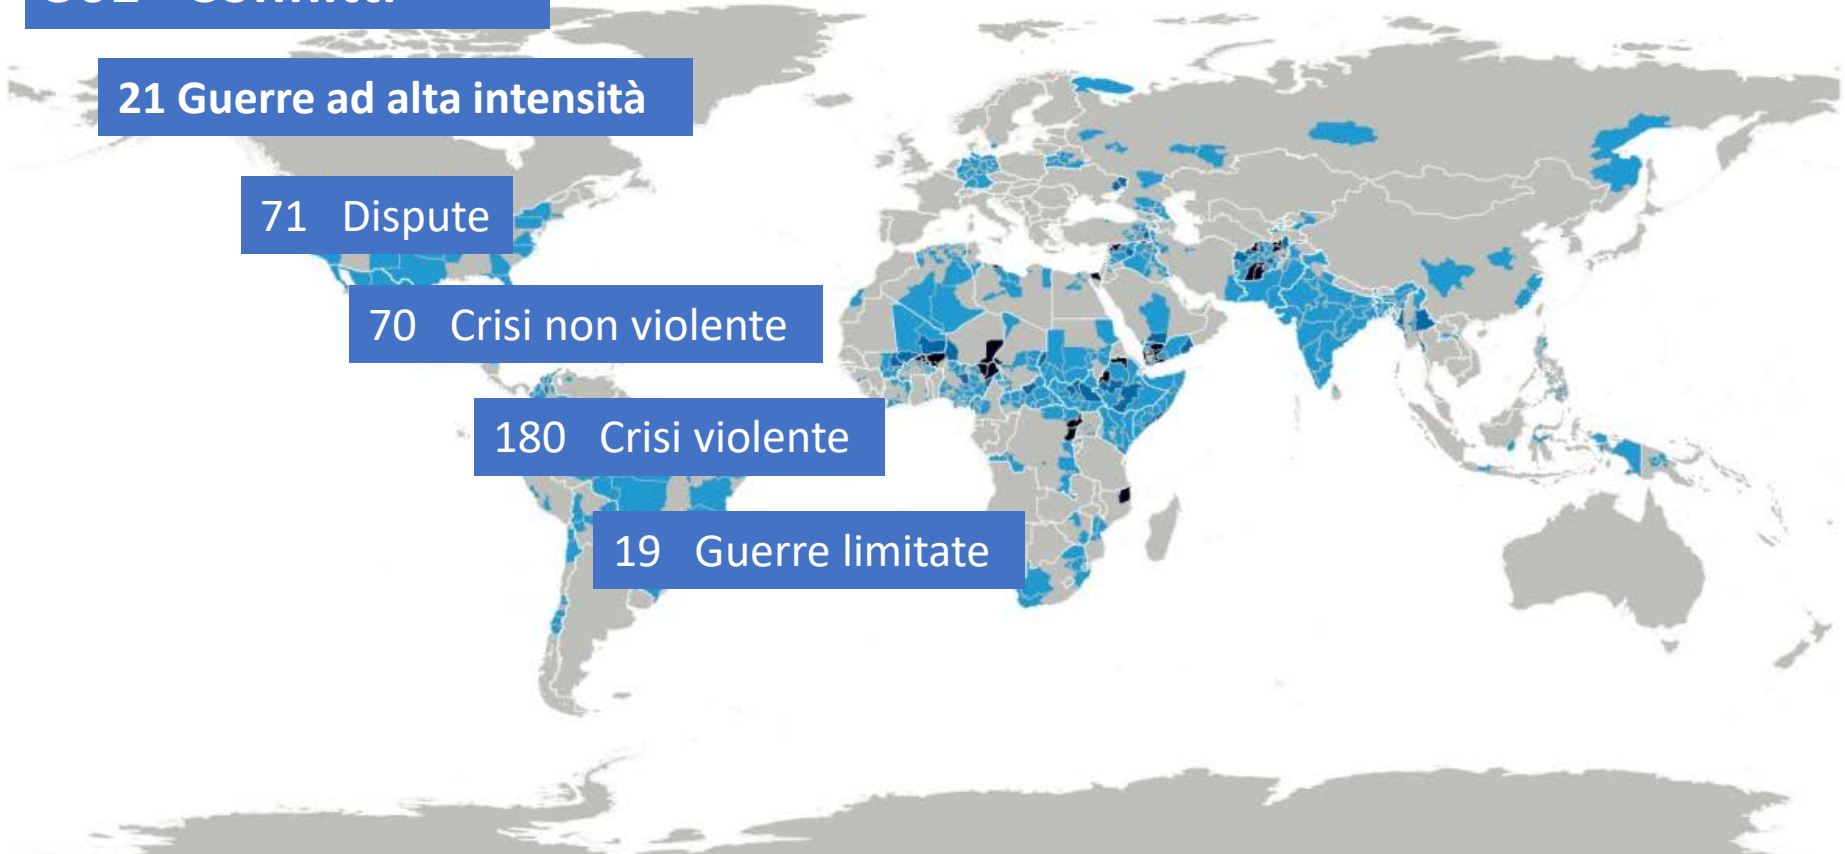 21 Guerre ad alta intensità
71 Dispute
70 Crisi non violente
180 Crisi violente
19 Guerre limitate